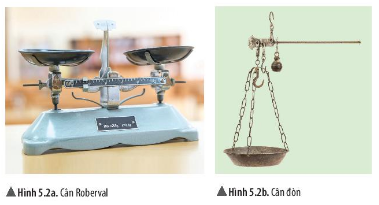 ▲ Hình 5.2a. Cân Roberval
▲ Hình 5.2b. Cân đòn